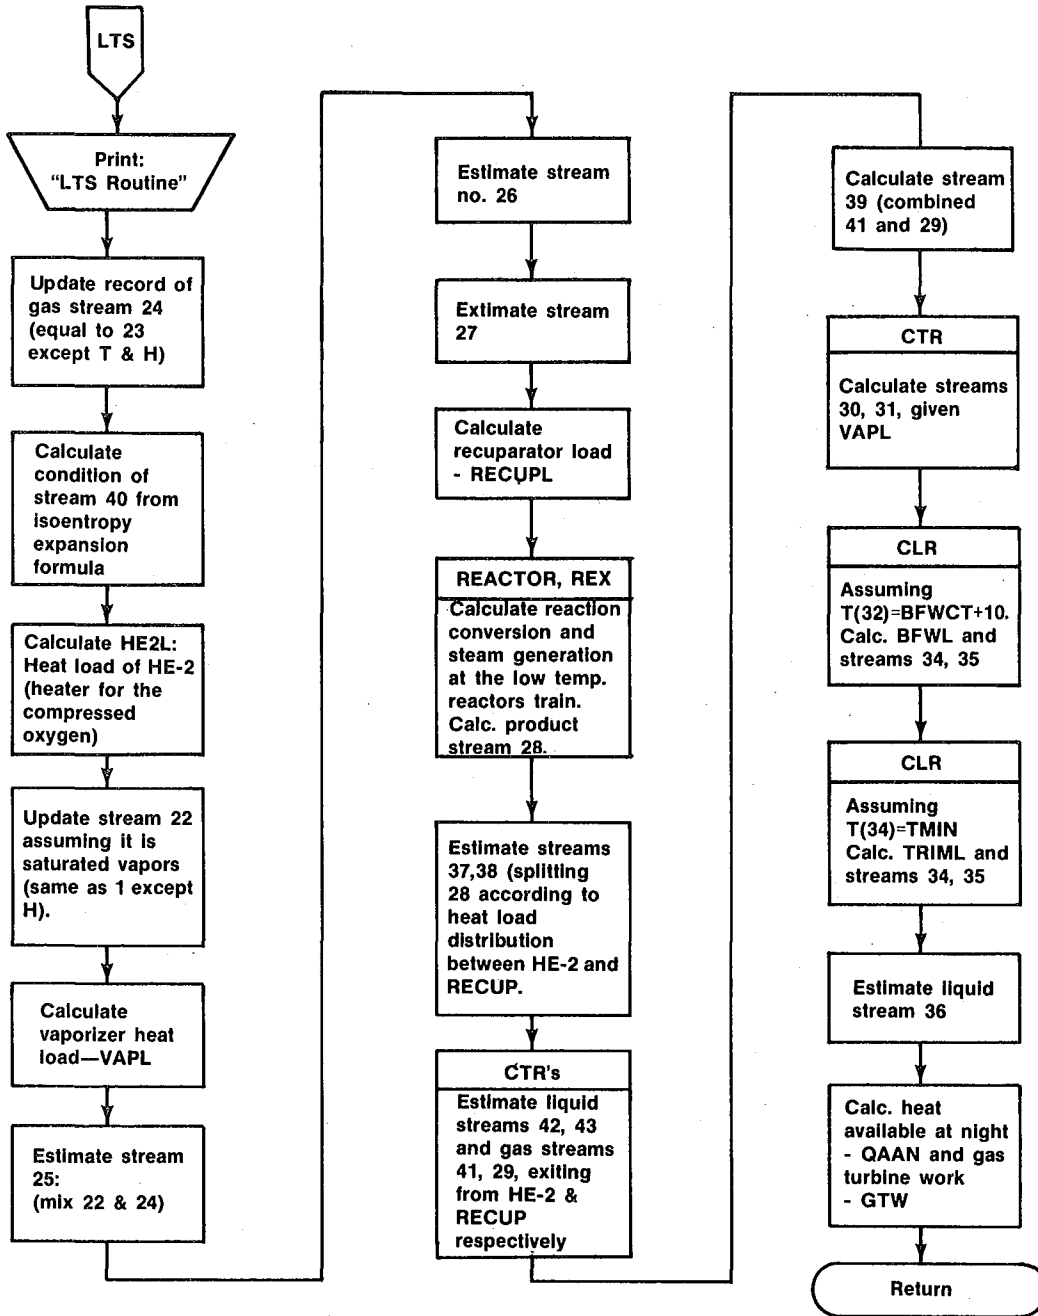 LTS
Print:
"LTS Routine"
Update record of
gas stream 24
(equal to 23
except T & H)
Calculate
condition of
stream 40 from
isoentropy
expansion
formula
Calculate HE2L:
Heat load of HE-2
(heater for the
compressed
oxygen)
Update stream 22
assuming it is
saturated vapors
(same as 1 except
H).
Calculate
vaporizer heat
load—VAPL
Estimate stream
25:
(mix 22 & 24)
Estimate stream
no. 26
Extimate stream
27
Calculate
recuparator load
- RECUPL
REACTOR, REX
Calculate reaction
conversion and
steam generation
at the low temp.
reactors train.
Calc. product
stream 28.
Estimate streams
37,38 (splitting
28 according to
heat load
distribution
between HE-2 and
RECUP.
CTR's
Estimate liquid
streams 42, 43
and gas streams
41, 29, exiting
from HE-2 &
RECUP
respectively
Calculate stream
39 (combined
41 and 29)
CTR
Calculate streams
30, 31, given
VAPL
CLR
Assuming
T(32)=BFWCT+10.
Calc. BFWL and
streams 34, 35
CLR
Assuming
T(34)=TMIN
Calc. TRIML and
streams 34, 35
Estimate liquid
stream 36
Calc. heat
available at night
- QAAN and gas
turbine work
- GTW
Return